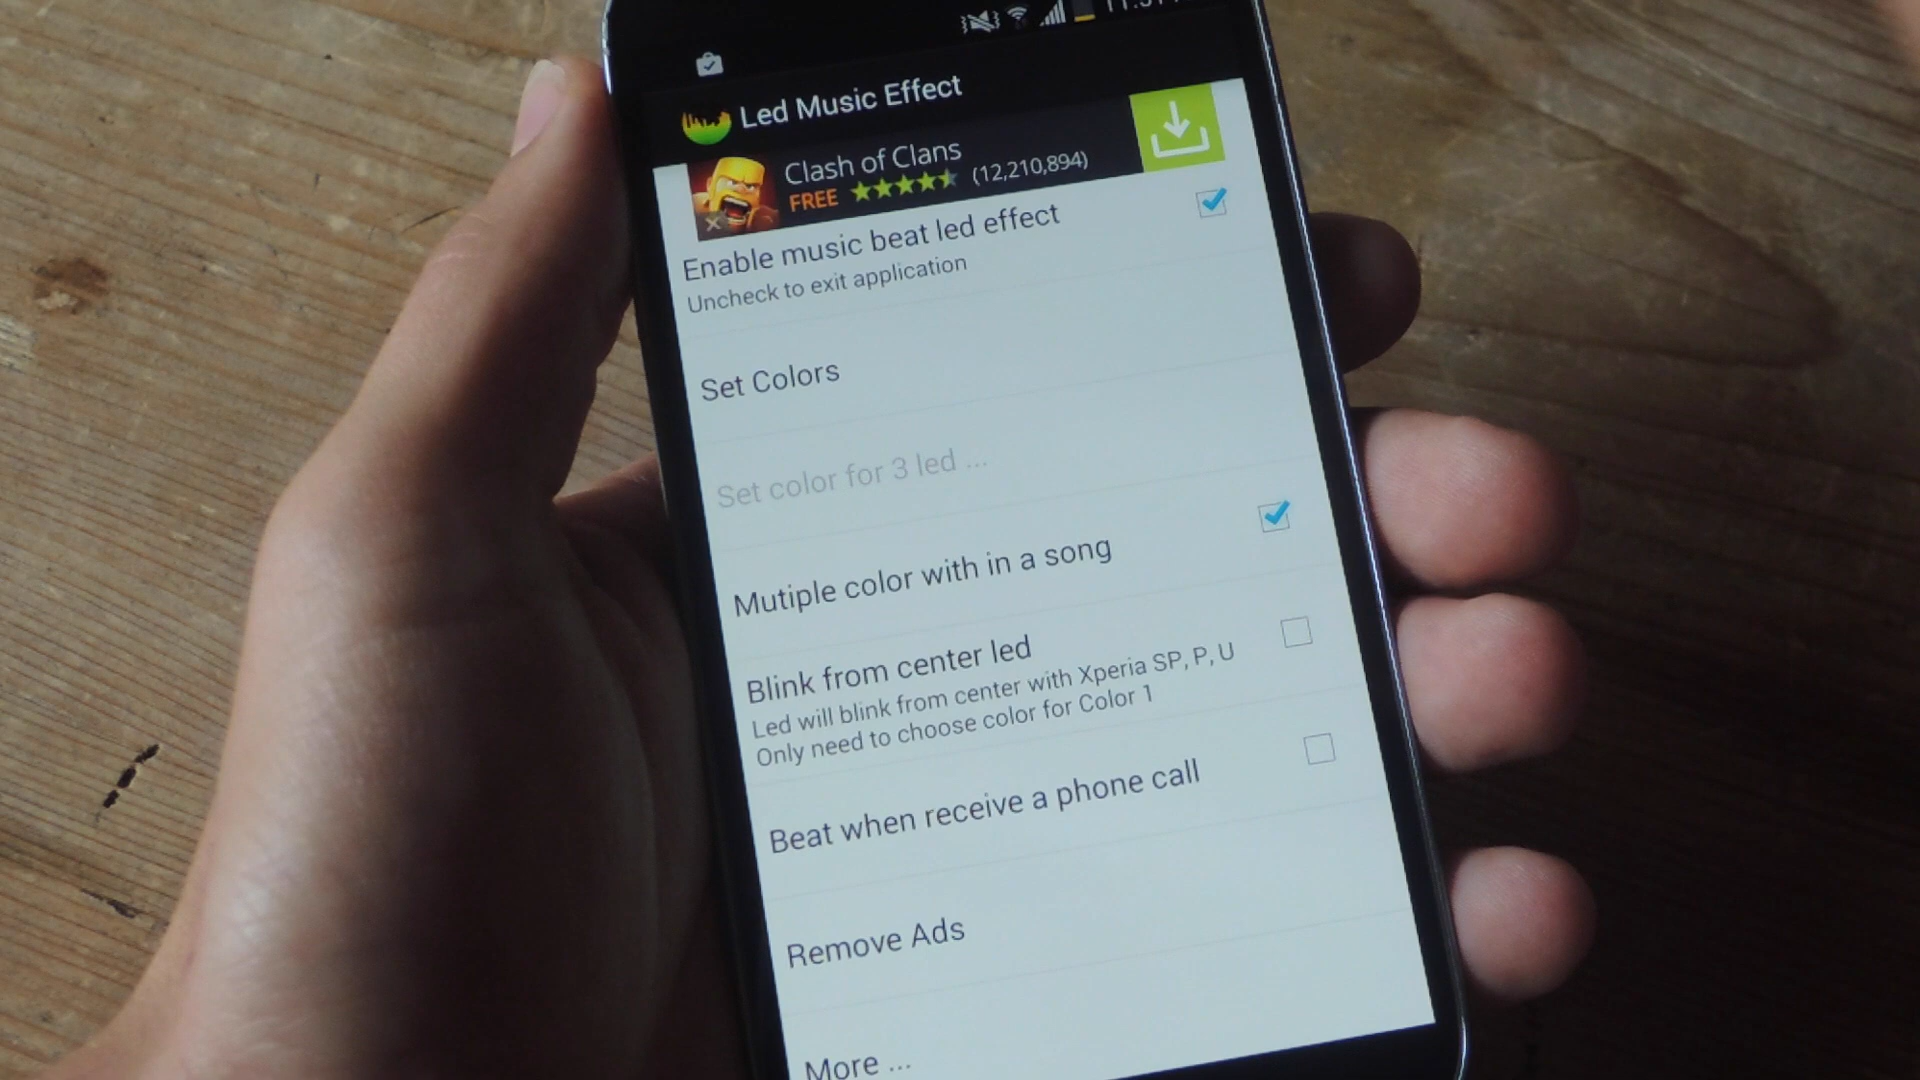 Led Music Effect
Clash of Clans
FREE (12,210,894)
Enable music beat led effect
Uncheck to exit application
Set Colors
Set color for 3 led ...
Mutiple color with in a song
Blink from center led
Led will blink from center with Xperia SP, P, U
Only need to choose color for Color 1
Beat when receive a phone call
Remove Ads
More ...